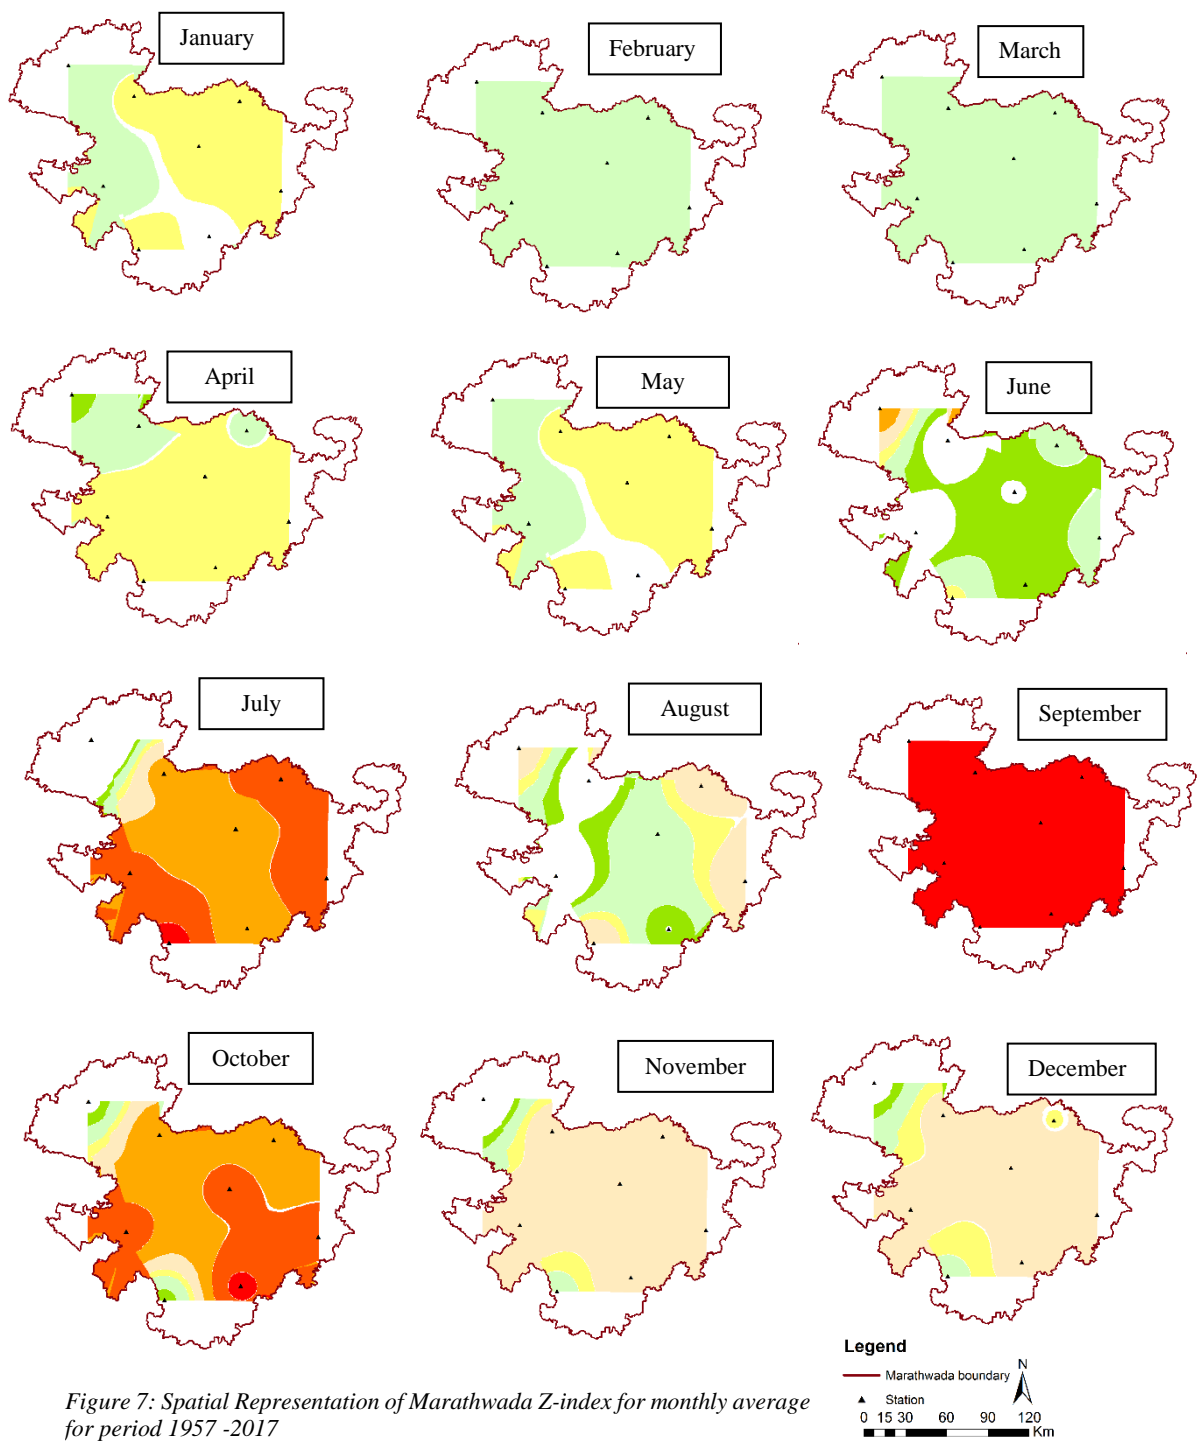 January
February
March
April
May
June
July
August
September
October
November
December
Legend
Marathwada boundary
Station
N
0 15 30 60 90 120
Km
Figure 7: Spatial Representation of Marathwada Z-index for monthly average
for period 1957 -2017